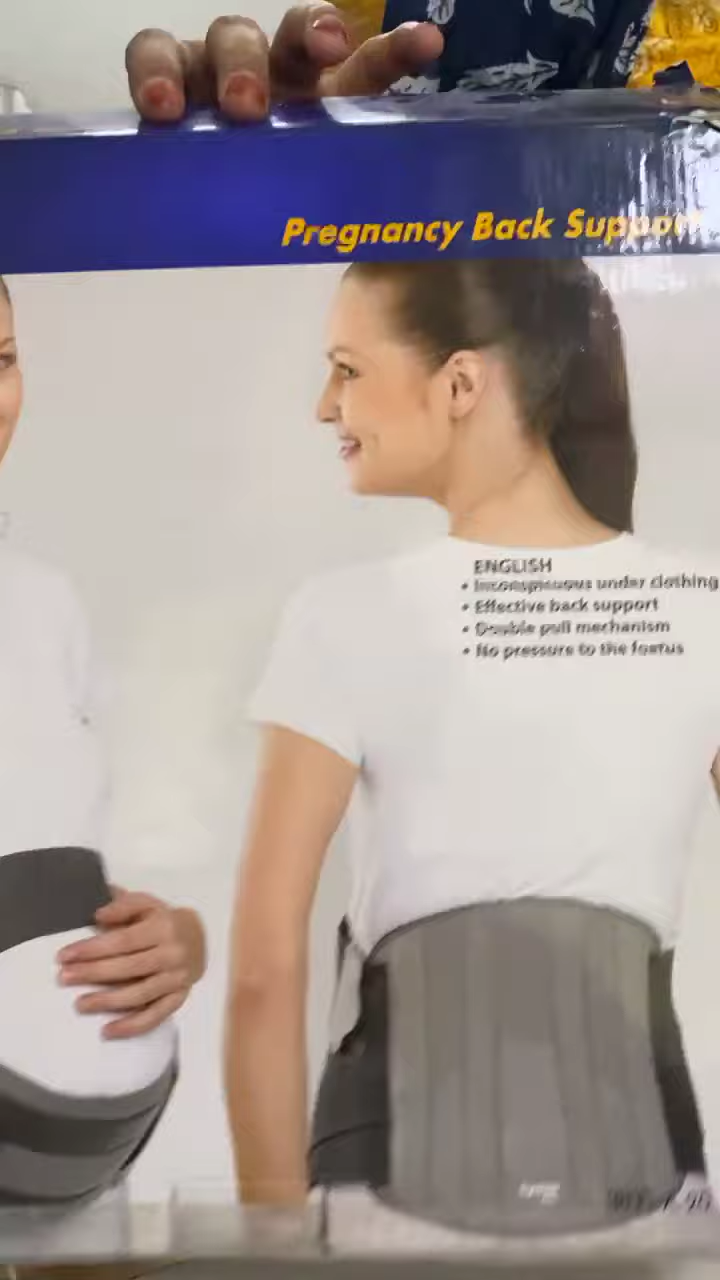 Pregnancy Back Support
ENGLISH
• Inconspicuous under clothing
• Effective back support
• Double pull mechanism
• No pressure to the foetus